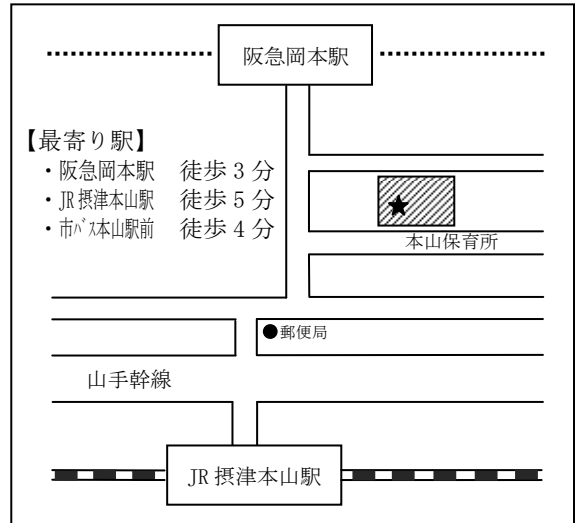 阪急岡本駅
【最寄り駅】
・阪急岡本駅　徒歩３分
・JR摂津本山駅　徒歩５分
・市ﾊﾞｽ本山駅前　徒歩４分
本山保育所
●郵便局
山手幹線
JR摂津本山駅